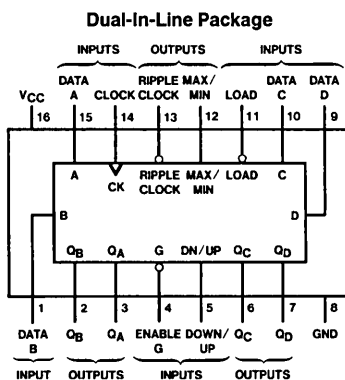 Dual-In-Line Package
INPUTS OUTPUTS INPUTS
DATA RIPPLE MAX/ DATA DATA
VCC A CLOCK CLOCK MIN LOAD C D
16 15 14 13 12 11 10 9
A RIPPLE MAX/ LOAD C
CK CLOCK MIN
B D
QB QA G DN/UP QC QD
1 2 3 4 5 6 7 8
DATA QB QA ENABLE DOWN/ QC QD GND
B G UP
INPUT OUTPUTS INPUTS OUTPUTS